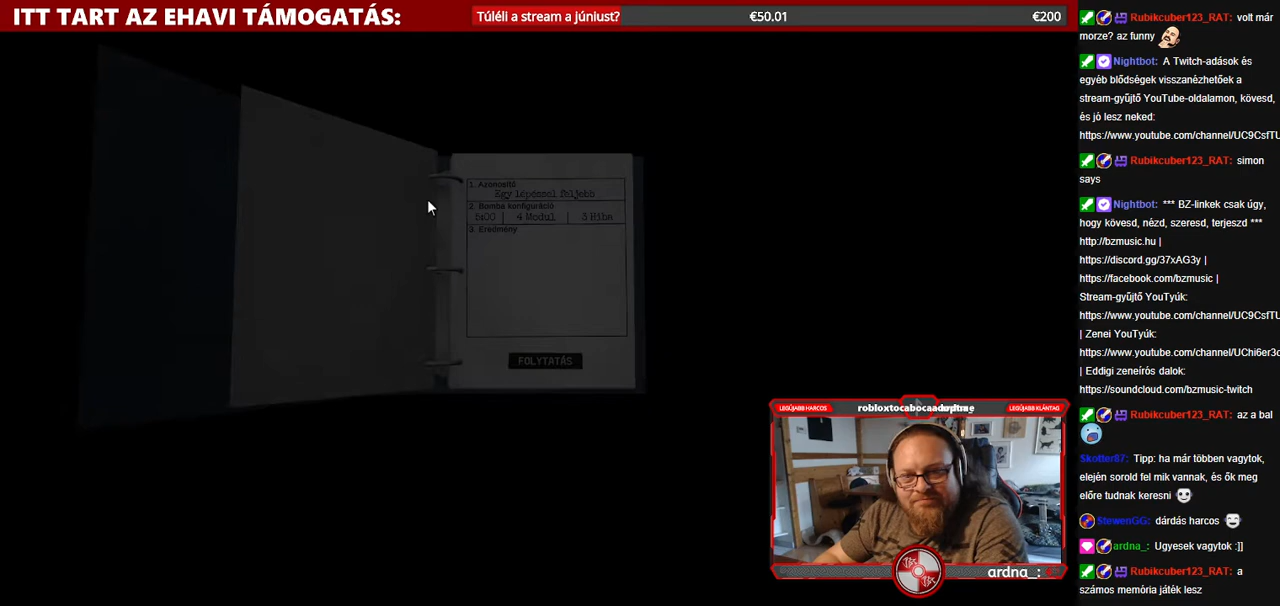 ITT TART AZ EHAVI TÁMOGATÁS:
Túléli a stream a júniust?
€50.01
€200
1. Azonosító
Egy lépéssel feljebb
2. Bomba konfiguráció
5:00 | 4 Modul | 3 Hiba
3. Eredmény
FOLYTATÁS
LEGÚJABB HARCOS
LEGÚJABB KLÁNTAG
ardna_:
Rubikcuber123_RAT: volt már
morze? az funny
Nightbot: A Twitch-adások és
egyéb blődségek visszanézhetőek a
stream-gyűjtő YouTube-oldalamon, kövesd,
és jó lesz neked:
https://www.youtube.com/channel/UC9CsfTU
Rubikcuber123_RAT: simon
says
Nightbot: *** BZ-linkek csak úgy,
hogy kövesd, nézd, szeresd, terjeszd ***
http://bzmusic.hu |
https://discord.gg/37xAG3y |
https://facebook.com/bzmusic |
Stream-gyűjtő YouTyúk:
https://www.youtube.com/channel/UC9CsfTU
| Zenei YouTyúk:
https://www.youtube.com/channel/UChi6er3c
| Eddigi zeneírós dalok:
https://soundcloud.com/bzmusic-twitch
Rubikcuber123_RAT: az a bal
Skotter87: Tipp: ha már többen vagytok,
elején sorold fel mik vannak, és ők meg
előre tudnak keresni
StewenGG: dárdás harcos
ardna_: Ugyesek vagytok :]]
Rubikcuber123_RAT: a
számos memória játék lesz